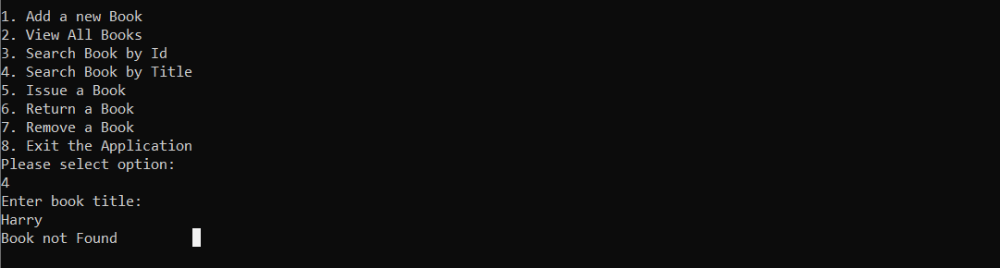 1. Add a new Book
2. View All Books
3. Search Book by Id
4. Search Book by Title
5. Issue a Book
6. Return a Book
7. Remove a Book
8. Exit the Application
Please select option:
4
Enter book title:
Harry
Book not Found